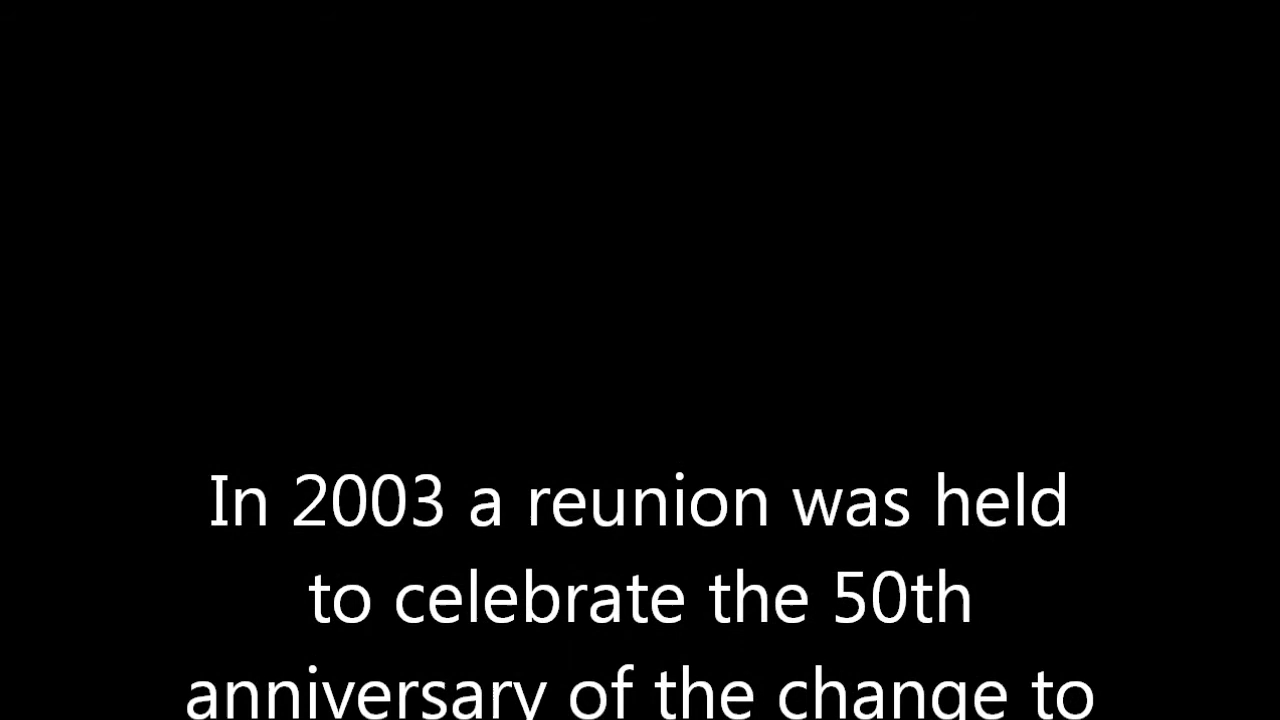 In 2003 a reunion was held
to celebrate the 50th
anniversary of the change to